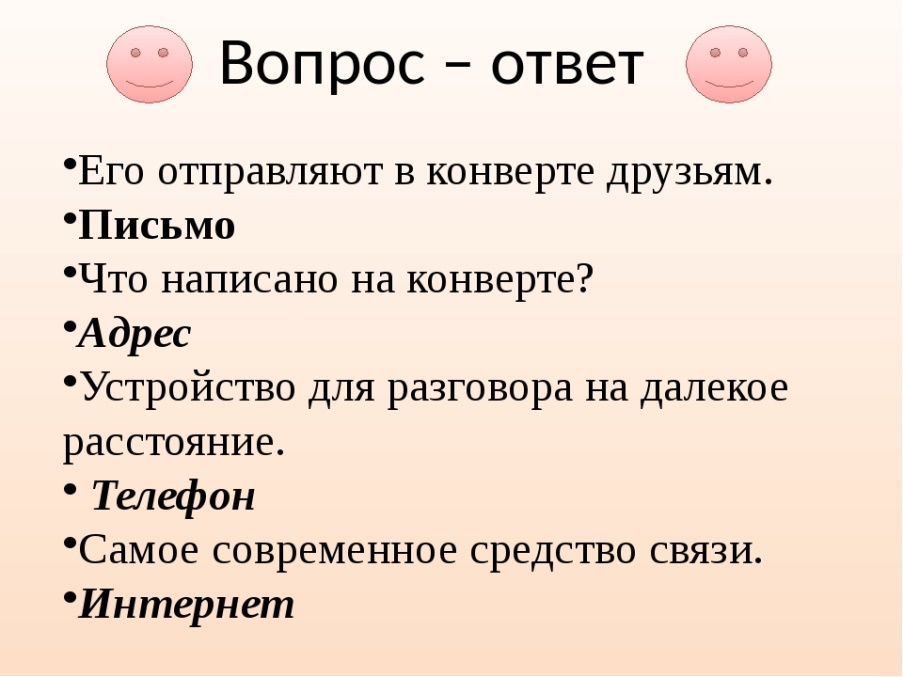 Вопрос – ответ
•Его отправляют в конверте друзьям.
•Письмо
•Что написано на конверте?
•Адрес
•Устройство для разговора на далекое
расстояние.
• Телефон
•Самое современное средство связи.
•Интернет